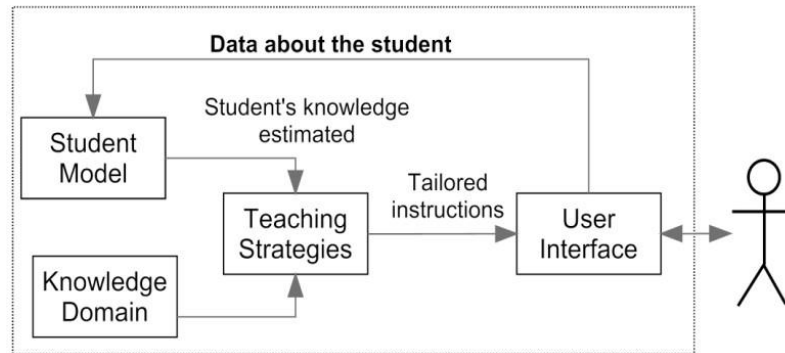 Data about the student
Student's knowledge
estimated
Student
Model
Tailored
instructions
Teaching
Strategies
User
Interface
Knowledge
Domain